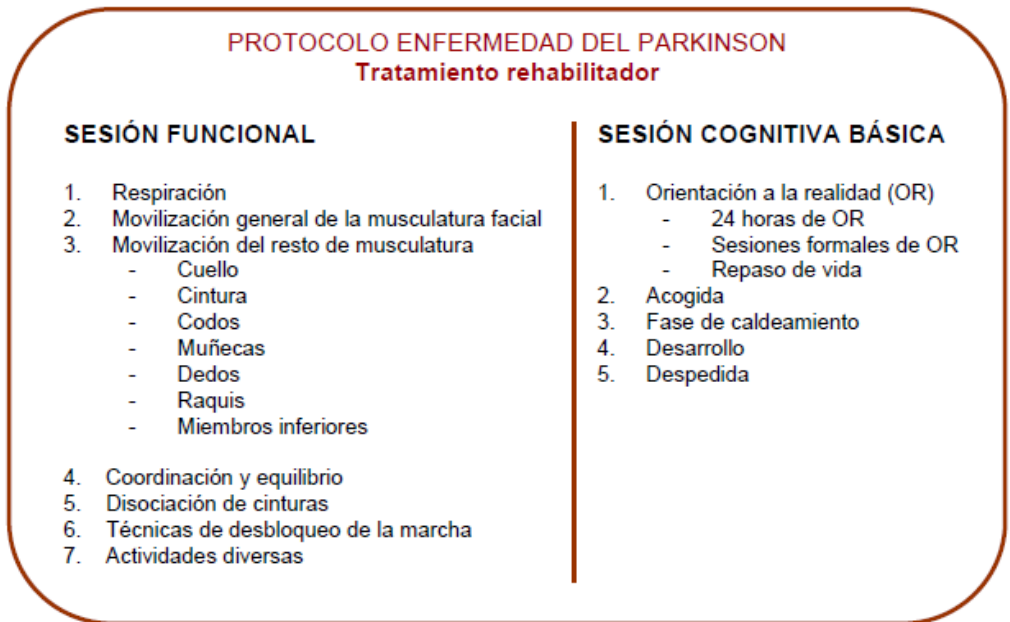 PROTOCOLO ENFERMEDAD DEL PARKINSON
Tratamiento rehabilitador
SESIÓN FUNCIONAL
1. Respiración
2. Movilización general de la musculatura facial
3. Movilización del resto de musculatura
- Cuello
- Cintura
- Codos
- Muñecas
- Dedos
- Raquis
- Miembros inferiores
4. Coordinación y equilibrio
5. Disociación de cinturas
6. Técnicas de desbloqueo de la marcha
7. Actividades diversas
SESIÓN COGNITIVA BÁSICA
1. Orientación a la realidad (OR)
- 24 horas de OR
- Sesiones formales de OR
- Repaso de vida
2. Acogida
3. Fase de caldeamiento
4. Desarrollo
5. Despedida